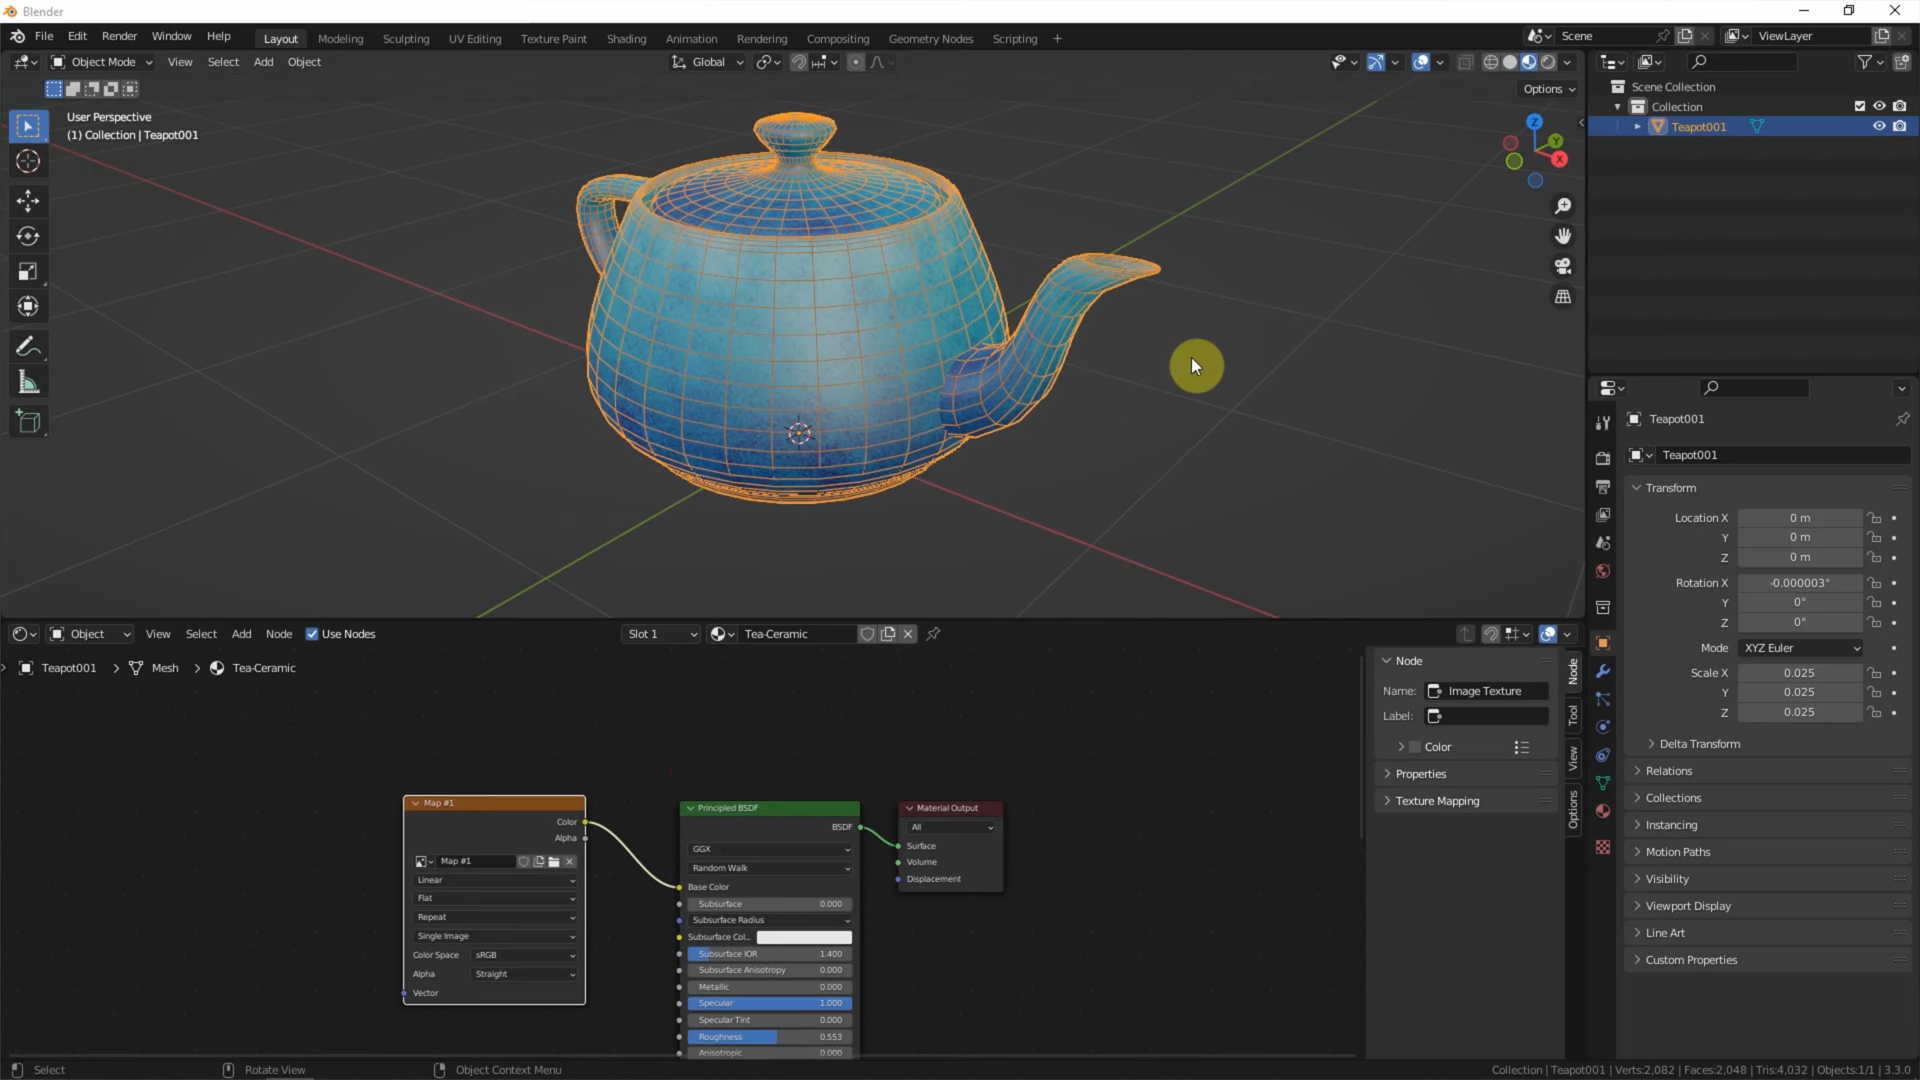 Blender
File Edit Render Window Help Layout Modeling Sculpting UV Editing Texture Paint Shading Animation Rendering Compositing Geometry Nodes Scripting + Scene ViewLayer
Object Mode View Select Add Object Global
Options
User Perspective
(1) Collection | Teapot001
Z
Y
X
Scene Collection
Collection
Teapot001
Teapot001
Teapot001
Transform
Location X 0 m
Y 0 m
Z 0 m
Rotation X -0.000003°
Y 0°
Z 0°
Mode XYZ Euler
Scale X 0.025
Y 0.025
Z 0.025
Delta Transform
Relations
Collections
Instancing
Motion Paths
Visibility
Viewport Display
Line Art
Custom Properties
Object View Select Add Node Use Nodes Slot 1 Tea-Ceramic
Teapot001 > Mesh > Tea-Ceramic
Map #1
Color
Alpha
Map #1
Linear
Flat
Repeat
Single Image
Color Space sRGB
Alpha Straight
Vector
Principled BSDF
BSDF
GGX
Random Walk
Base Color
Subsurface 0.000
Subsurface Radius
Subsurface Col..
Subsurface IOR 1.400
Subsurface Anisotropy 0.000
Metallic 0.000
Specular 1.000
Specular Tint 0.000
Roughness 0.553
Anisotropic 0.000
Material Output
All
Surface
Volume
Displacement
Node
Name: Image Texture
Label:
Color
Properties
Texture Mapping
Node
Tool
View
Options
Select Rotate View Object Context Menu Collection | Teapot001 | Verts:2,082 | Faces:2,048 | Tris:4,032 | Objects:1/1 | 3.3.0